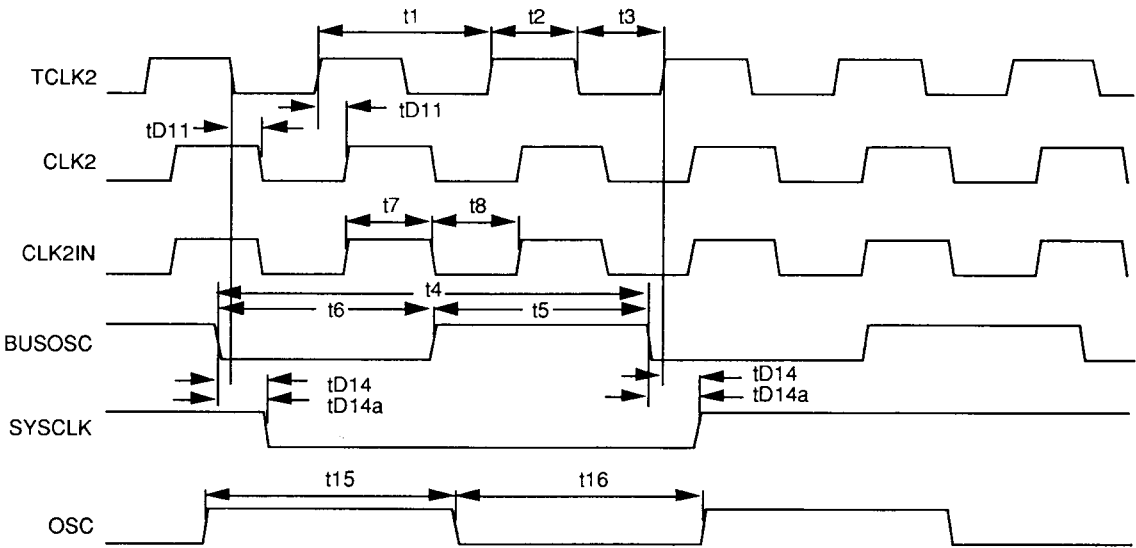 t1 t2 t3
TCLK2
tD11 tD11
CLK2
t7 t8
CLK2IN
t4
t6 t5
BUSOSC
tD14 tD14
tD14a tD14a
SYSCLK
t15 t16
OSC